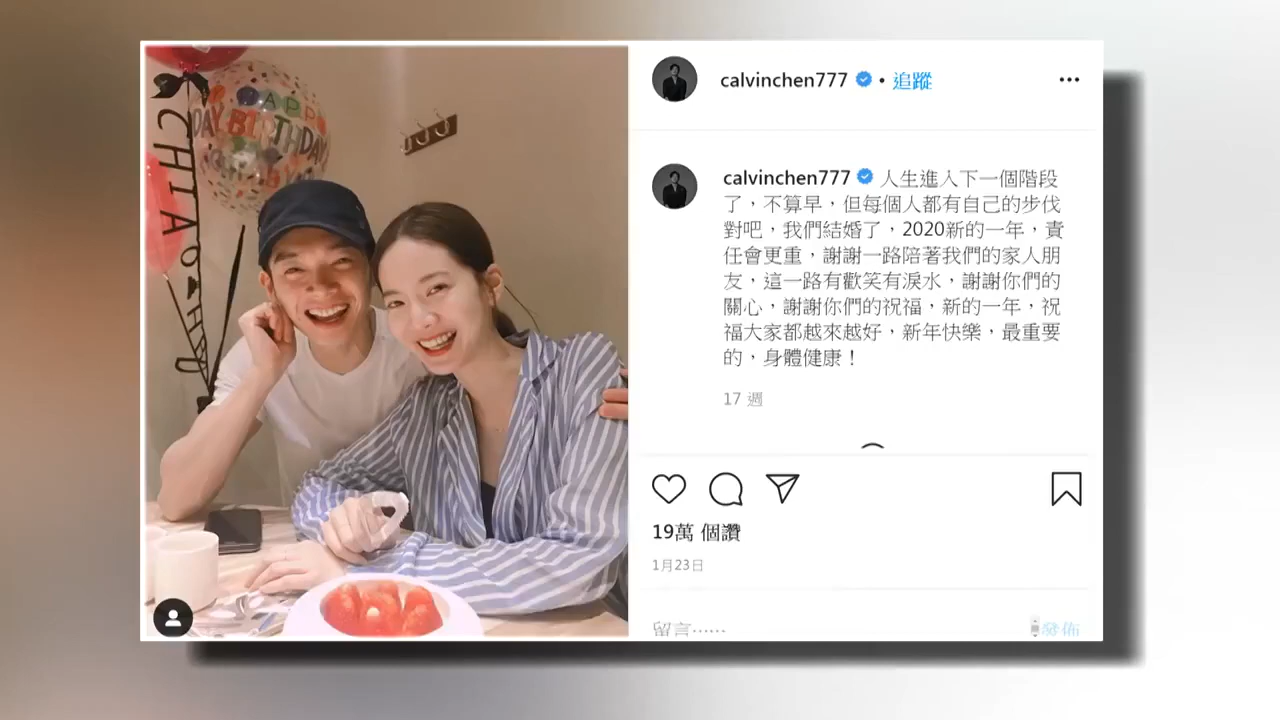 HAPPY
BIRTHDAY
CHIA
calvinchen777 • 追蹤
calvinchen777 人生進入下一個階段
了，不算早，但每個人都有自己的步伐
對吧，我們結婚了，2020新的一年，責
任會更重，謝謝一路陪著我們的家人朋
友，這一路有歡笑有淚水，謝謝你們的
關心，謝謝你們的祝福，新的一年，祝
福大家都越來越好，新年快樂，最重要
的，身體健康！
17 週
19萬 個讚
1月23日
留言......
發佈